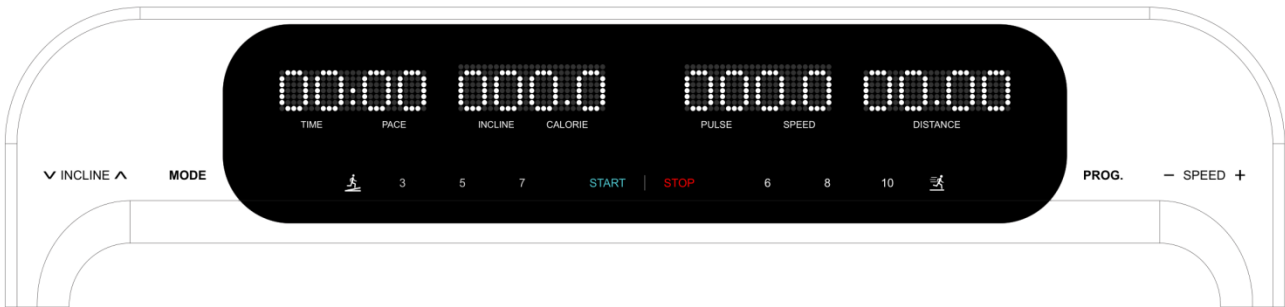 00:00 000.0 000.0 00.00
TIME PACE INCLINE CALORIE PULSE SPEED DISTANCE
INCLINE MODE 3 5 7 START | STOP 6 8 10 PROG. − SPEED +